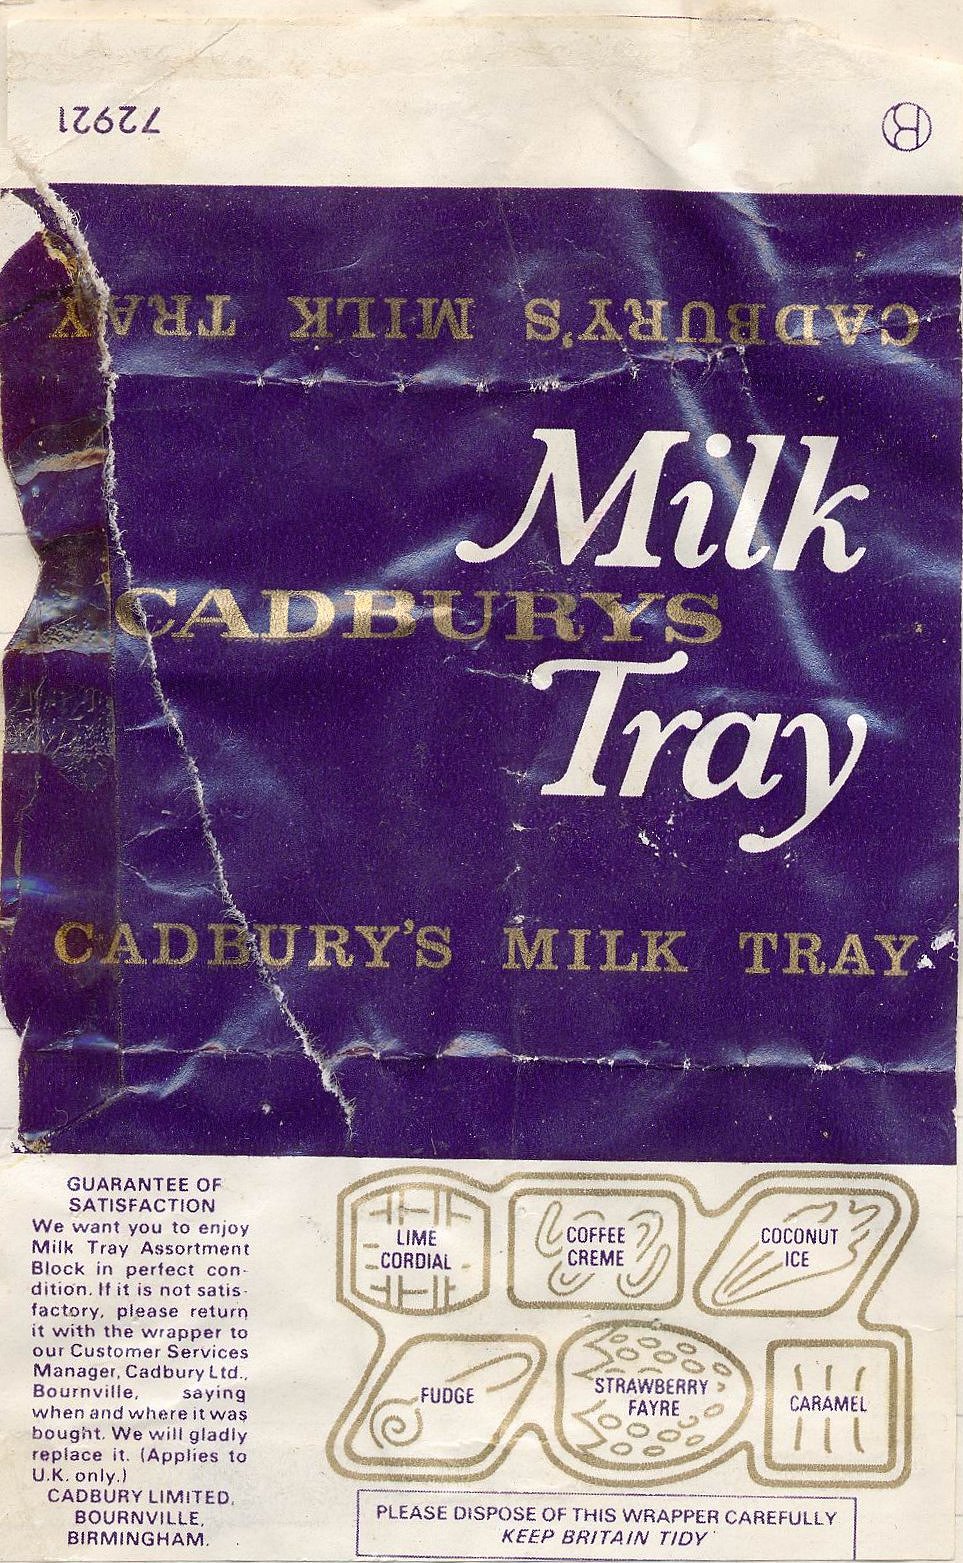 72921
R
CADBURY'S MILK TRAY
Milk
CADBURYS
Tray
CADBURY'S MILK TRAY
GUARANTEE OF
SATISFACTION
We want you to enjoy
Milk Tray Assortment
Block in perfect con-
dition. If it is not satis-
factory, please return
it with the wrapper to
our Customer Services
Manager, Cadbury Ltd.,
Bournville, saying
when and where it was
bought. We will gladly
replace it. (Applies to
U.K. only.)
CADBURY LIMITED,
BOURNVILLE,
BIRMINGHAM.
LIME
CORDIAL
COFFEE
CREME
COCONUT
ICE
FUDGE
STRAWBERRY
FAYRE
CARAMEL
PLEASE DISPOSE OF THIS WRAPPER CAREFULLY
KEEP BRITAIN TIDY